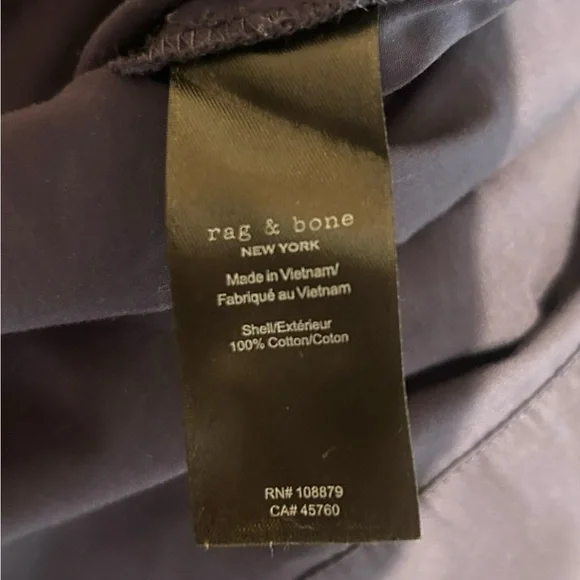 rag & bone
NEW YORK
Made in Vietnam/
Fabriqué au Vietnam
Shell/Extérieur
100% Cotton/Coton
RN# 108879
CA# 45760